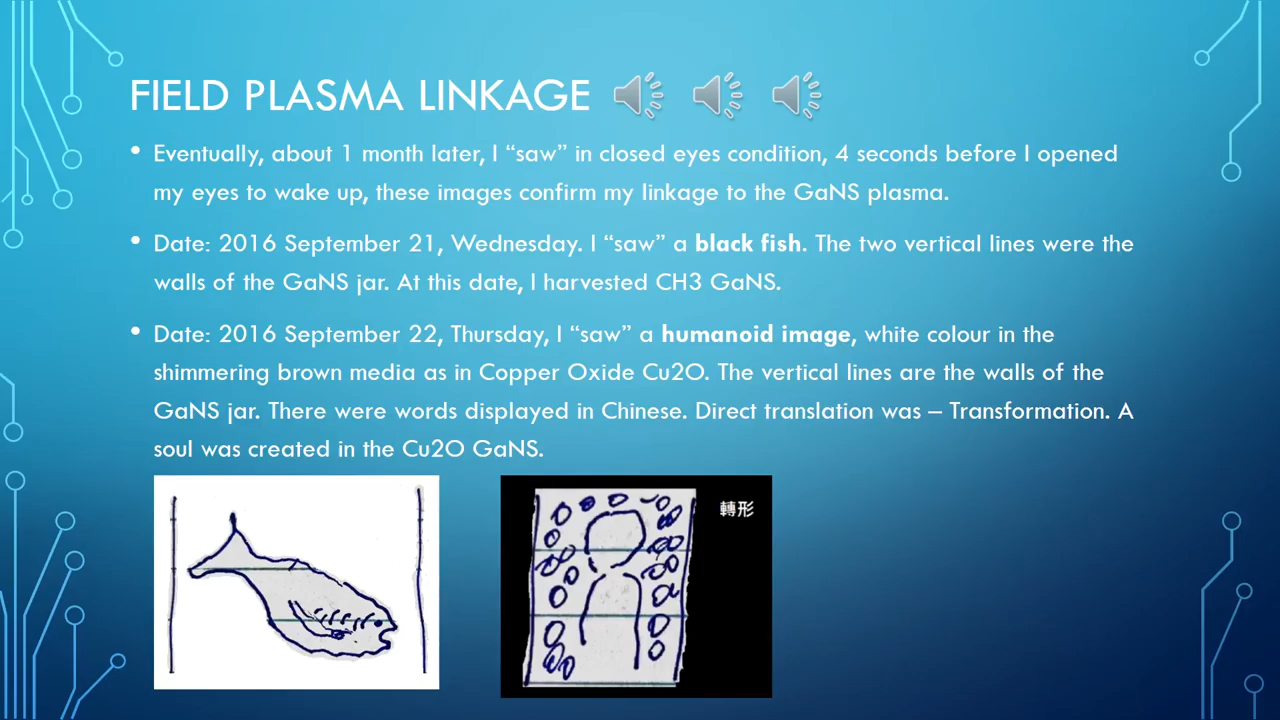 FIELD PLASMA LINKAGE
• Eventually, about 1 month later, I “saw” in closed eyes condition, 4 seconds before I opened
my eyes to wake up, these images confirm my linkage to the GaNS plasma.
• Date: 2016 September 21, Wednesday. I “saw” a black fish. The two vertical lines were the
walls of the GaNS jar. At this date, I harvested CH3 GaNS.
• Date: 2016 September 22, Thursday, I “saw” a humanoid image, white colour in the
shimmering brown media as in Copper Oxide Cu2O. The vertical lines are the walls of the
GaNS jar. There were words displayed in Chinese. Direct translation was – Transformation. A
soul was created in the Cu2O GaNS.
轉形